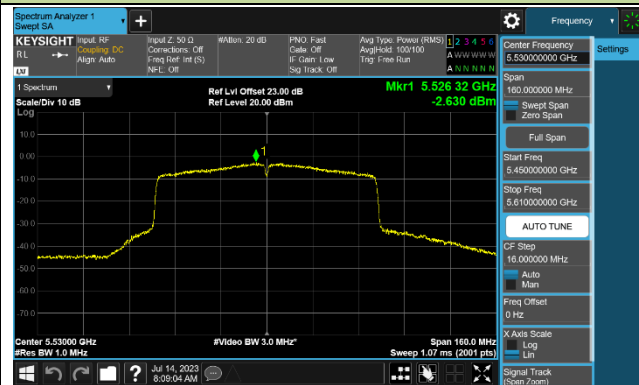 Spectrum Analyzer 1
Swept SA
Frequency
KEYSIGHT
RL
LXI
Input: RF
Coupling: DC
Align: Auto
Input Z: 50 Ω
Corrections: Off
Freq Ref: Int (S)
NFE: Off
#Atten: 20 dB
PNO: Fast
Gate: Off
IF Gain: Low
Sig Track: Off
Avg Type: Power (RMS)
Avg|Hold: 100/100
Trig: Free Run
1 2 3 4 5 6
A W W W W W
A N N N N N
1 Spectrum
Scale/Div 10 dB
Log
Ref Lvl Offset 23.00 dB
Ref Level 20.00 dBm
Mkr1 5.526 32 GHz
-2.630 dBm
10.0
0.00
-10.0
-20.0
-30.0
-40.0
-50.0
-60.0
-70.0
1
Center 5.53000 GHz
#Res BW 1.0 MHz
#Video BW 3.0 MHz*
Span 160.0 MHz
Sweep 1.07 ms (2001 pts)
Center Frequency
5.530000000 GHz
Span
160.000000 MHz
Swept Span
Zero Span
Full Span
Start Freq
5.450000000 GHz
Stop Freq
5.610000000 GHz
AUTO TUNE
CF Step
16.000000 MHz
Auto
Man
Freq Offset
0 Hz
X Axis Scale
Log
Lin
Signal Track
(Span Zoom)
Settings
?
Jul 14, 2023
8:09:04 AM